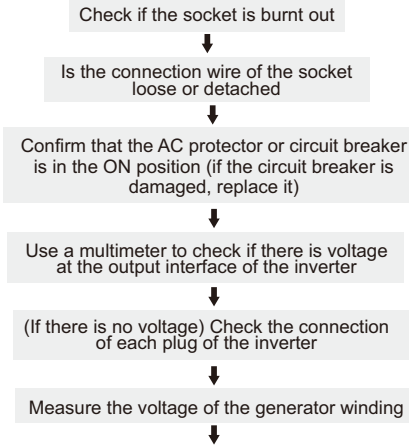 Check if the socket is burnt out
Is the connection wire of the socket
loose or detached
Confirm that the AC protector or circuit breaker
is in the ON position (if the circuit breaker is
damaged, replace it)
Use a multimeter to check if there is voltage
at the output interface of the inverter
(If there is no voltage) Check the connection
of each plug of the inverter
Measure the voltage of the generator winding